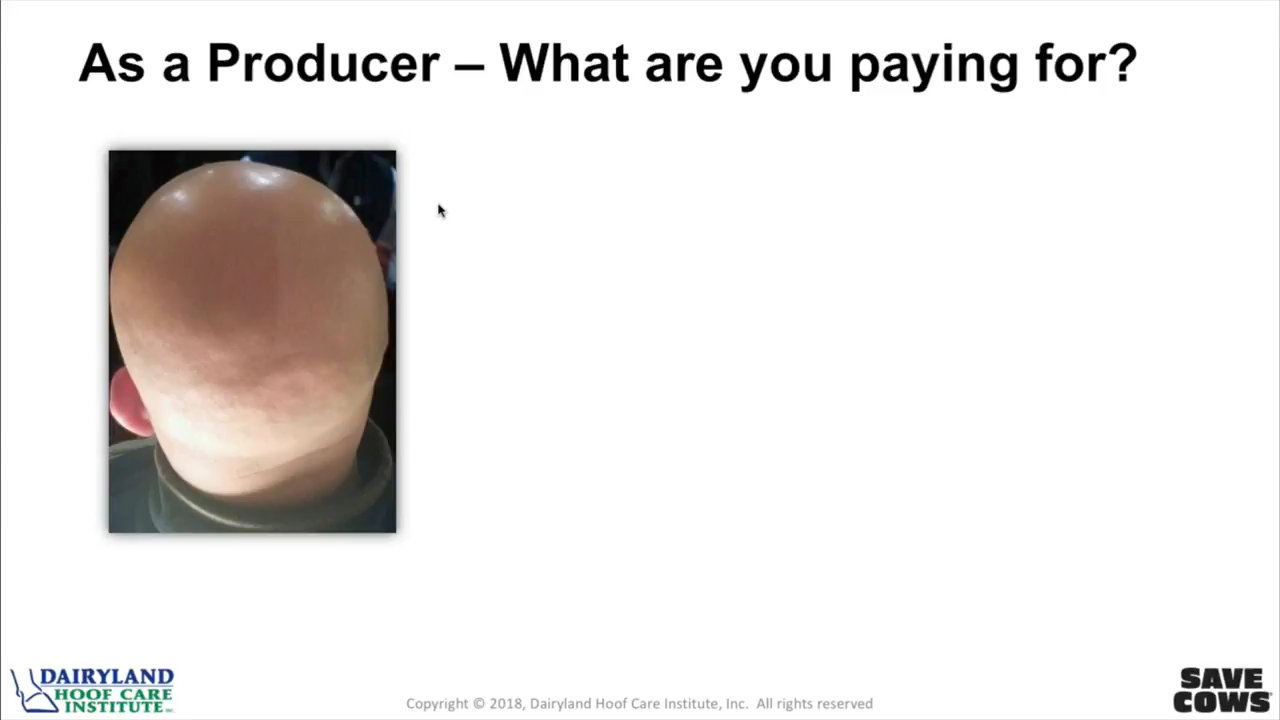 As a Producer – What are you paying for?
DAIRYLAND
HOOF CARE
INSTITUTE INC.
Copyright © 2018, Dairyland Hoof Care Institute, Inc. All rights reserved
SAVE
COWS